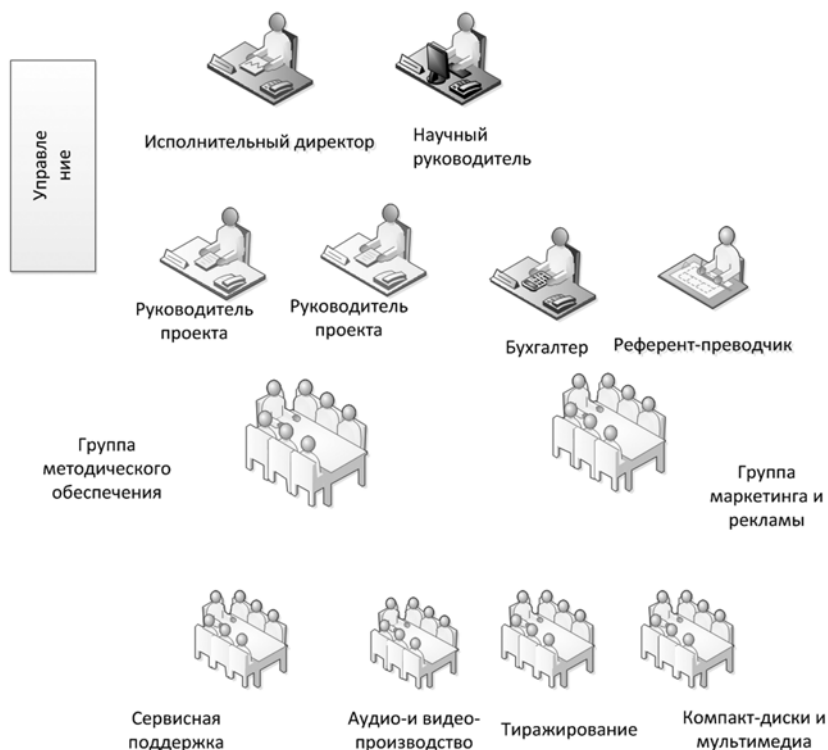 Управле
ние
Исполнительный директор
Научный
руководитель
Руководитель
проекта
Руководитель
проекта
Бухгалтер
Референт-преводчик
Группа
методического
обеспечения
Группа
маркетинга и
рекламы
Сервисная
поддержка
Аудио-и видео-
производство
Тиражирование
Компакт-диски и
мультимедиа